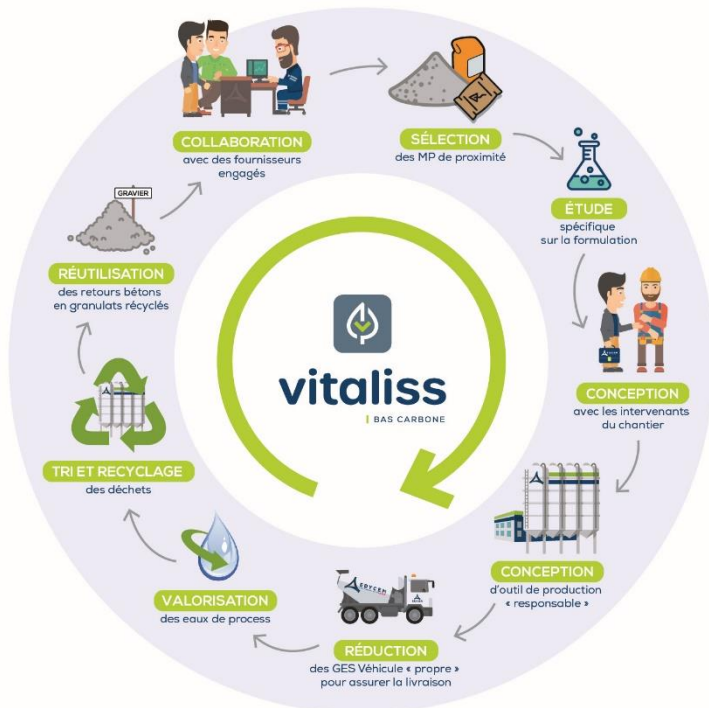 COLLABORATION
avec des fournisseurs
engagés
SÉLECTION
des MP de proximité
ÉTUDE
spécifique
sur la formulation
CONCEPTION
avec les intervenants
du chantier
CONCEPTION
d'outil de production
« responsable »
EDYCEM
RÉDUCTION
des GES Véhicule « propre »
pour assurer la livraison
VALORISATION
des eaux de process
TRI ET RECYCLAGE
des déchets
GRAVIER
RÉUTILISATION
des retours bétons
en granulats récyclés
vitaliss
BAS CARBONE